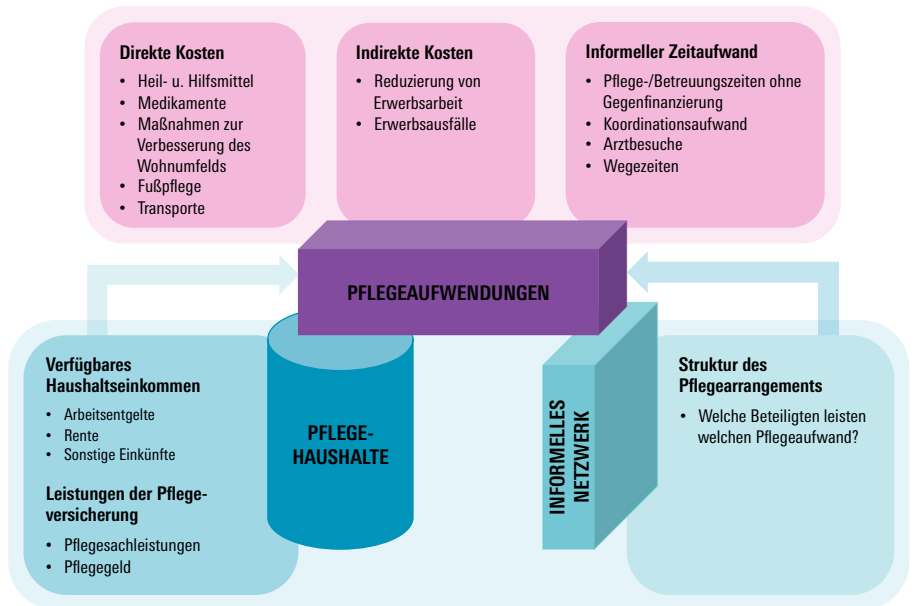 Direkte Kosten
• Heil- u. Hilfsmittel
• Medikamente
• Maßnahmen zur
Verbesserung des
Wohnumfelds
• Fußpflege
• Transporte
Indirekte Kosten
• Reduzierung von
Erwerbsarbeit
• Erwerbsausfälle
Informeller Zeitaufwand
• Pflege-/Betreuungszeiten ohne
Gegenfinanzierung
• Koordinationsaufwand
• Arztbesuche
• Wegezeiten
PFLEGEAUFWENDUNGEN
Verfügbares
Haushaltseinkommen
• Arbeitsentgelte
• Rente
• Sonstige Einkünfte
Leistungen der Pflege-
versicherung
• Pflegesachleistungen
• Pflegegeld
PFLEGE-
HAUSHALTE
INFORMELLES
NETZWERK
Struktur des
Pflegearrangements
• Welche Beteiligten leisten
welchen Pflegeaufwand?